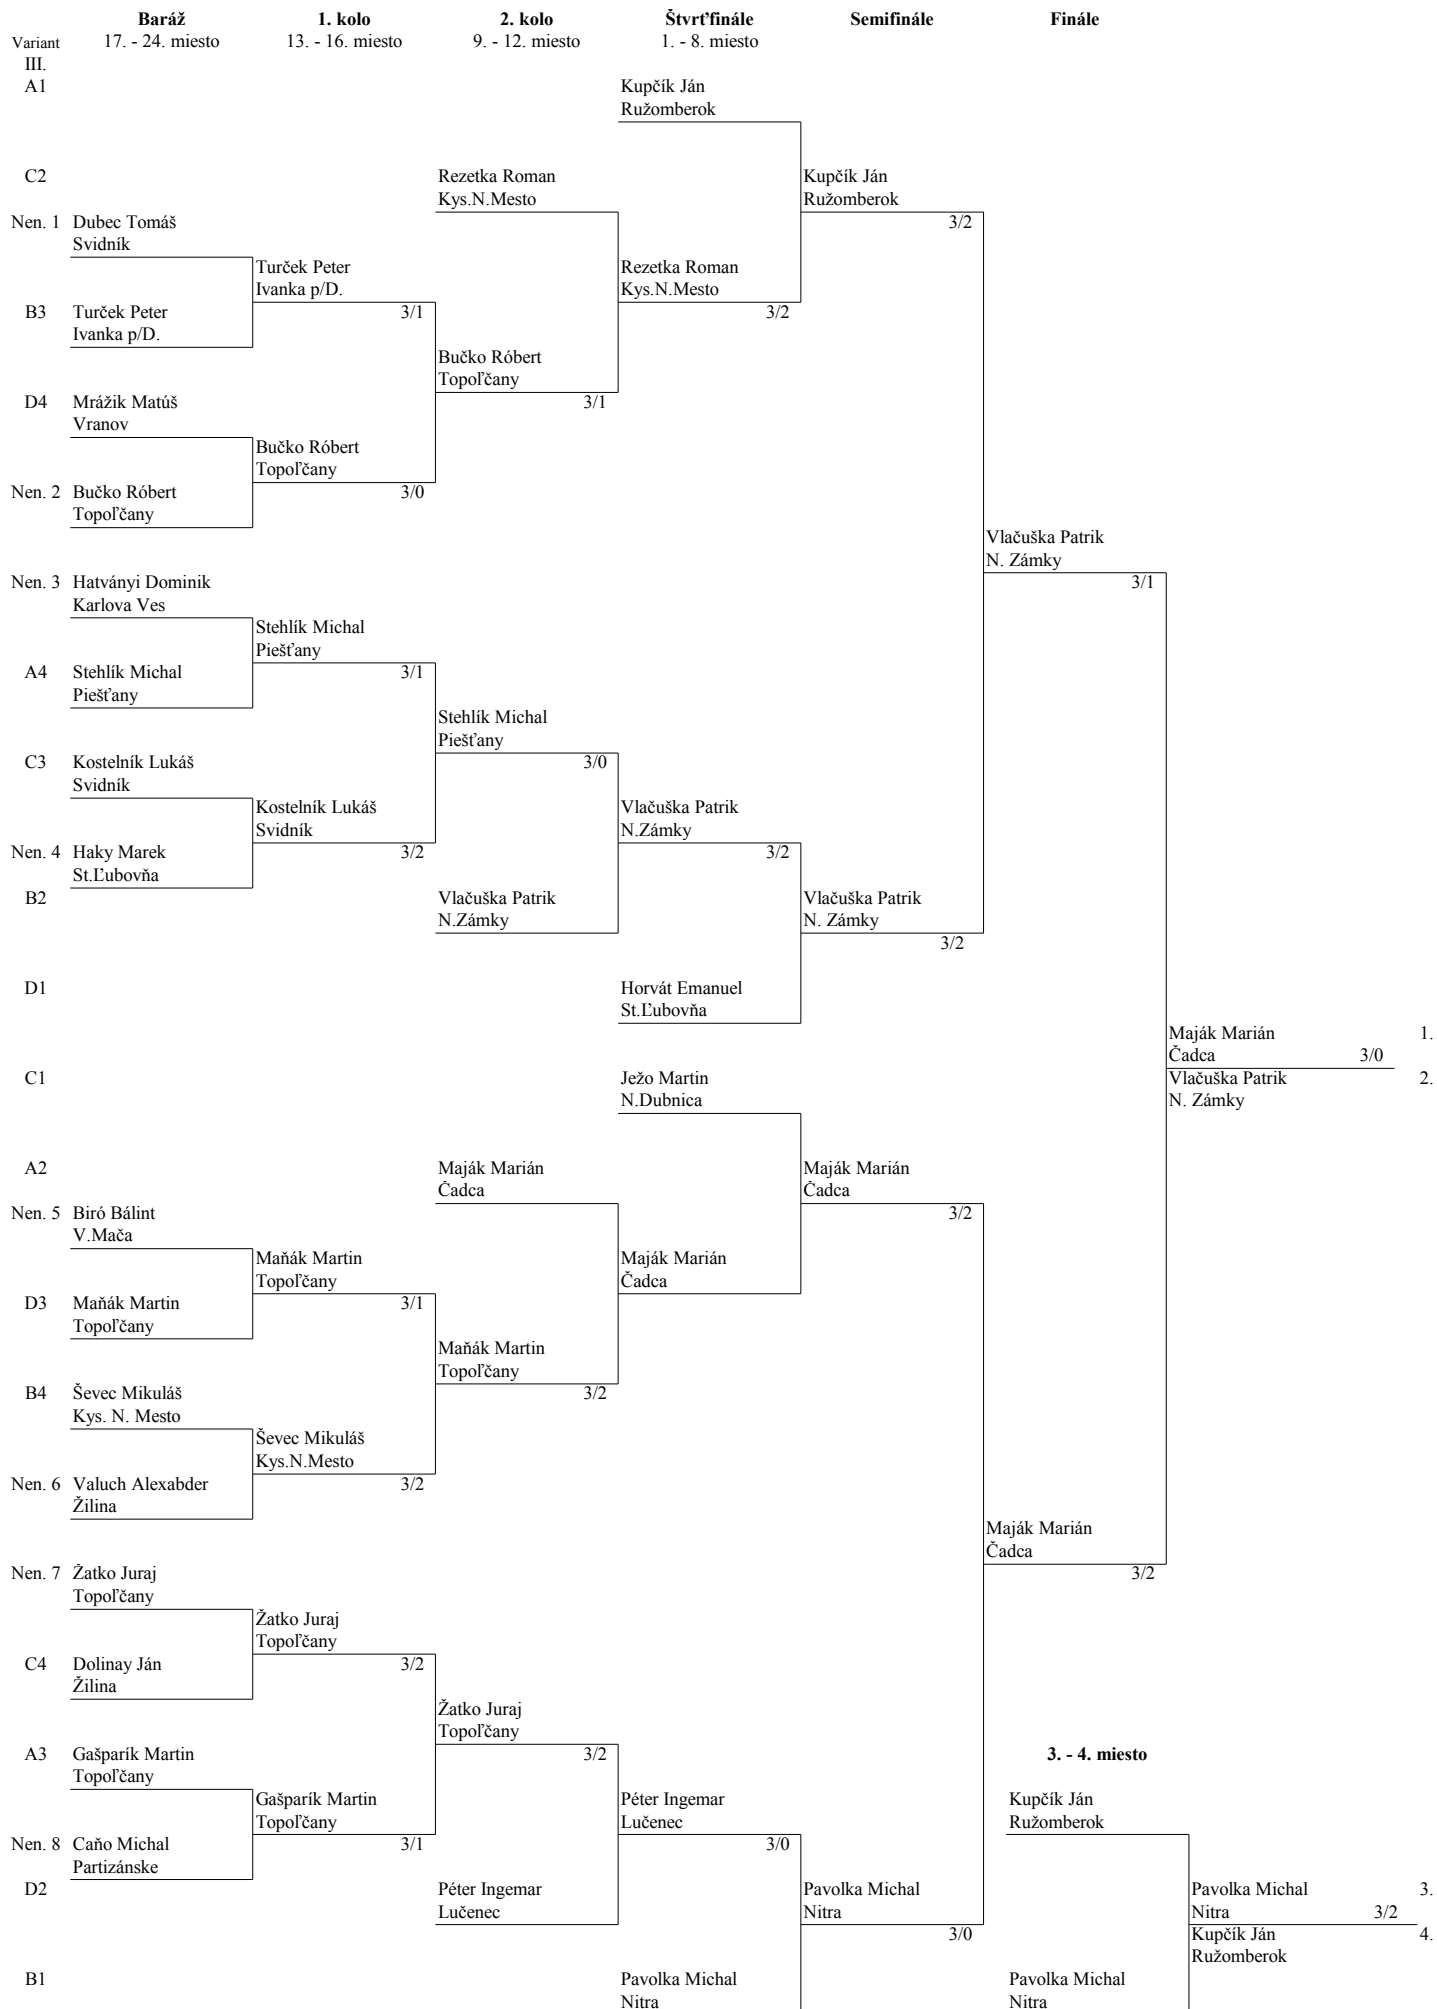 Baráž 1. kolo 2. kolo Štvrťfinále Semifinále Finále
Variant 17. - 24. miesto 13. - 16. miesto 9. - 12. miesto 1. - 8. miesto
III.
A1 Kupčík Ján
Ružomberok
C2 Rezetka Roman Kupčík Ján
Kys.N.Mesto Ružomberok
Nen. 1 Dubec Tomáš 3/2
Svidník
Turček Peter Rezetka Roman
Ivanka p/D. Kys.N.Mesto
B3 Turček Peter 3/1 3/2
Ivanka p/D.
Bučko Róbert
Topoľčany
D4 Mrážik Matúš 3/1
Vranov
Bučko Róbert
Topoľčany
Nen. 2 Bučko Róbert 3/0
Topoľčany
Vlačuška Patrik
N. Zámky
Nen. 3 Hatványi Dominik 3/1
Karlova Ves
Stehlík Michal
Piešťany
A4 Stehlík Michal 3/1
Piešťany
Stehlík Michal
Piešťany
C3 Kostelník Lukáš 3/0
Svidník
Kostelník Lukáš Vlačuška Patrik
Svidník N.Zámky
Nen. 4 Haky Marek 3/2 3/2
St.Ľubovňa
B2 Vlačuška Patrik Vlačuška Patrik
N.Zámky N. Zámky
3/2
D1 Horvát Emanuel
St.Ľubovňa
Maják Marián 1.
Čadca 3/0
C1 Ježo Martin Vlačuška Patrik 2.
N.Dubnica N. Zámky
A2 Maják Marián Maják Marián
Čadca Čadca
Nen. 5 Biró Bálint 3/2
V.Mača
Maňák Martin Maják Marián
Topoľčany Čadca
D3 Maňák Martin 3/1
Topoľčany
Maňák Martin
Topoľčany
B4 Ševec Mikuláš 3/2
Kys. N. Mesto
Ševec Mikuláš
Kys.N.Mesto
Nen. 6 Valuch Alexabder 3/2
Žilina
Maják Marián
Čadca
Nen. 7 Žatko Juraj 3/2
Topoľčany
Žatko Juraj
Topoľčany
C4 Dolinay Ján 3/2
Žilina
Žatko Juraj
Topoľčany
A3 Gašparík Martin 3/2 3. - 4. miesto
Topoľčany
Gašparík Martin Péter Ingemar Kupčík Ján
Topoľčany Lučenec Ružomberok
Nen. 8 Caňo Michal 3/1 3/0
Partizánske
D2 Péter Ingemar Pavolka Michal Pavolka Michal 3.
Lučenec Nitra Nitra 3/2
3/0 Kupčík Ján 4.
Ružomberok
B1 Pavolka Michal Pavolka Michal
Nitra Nitra